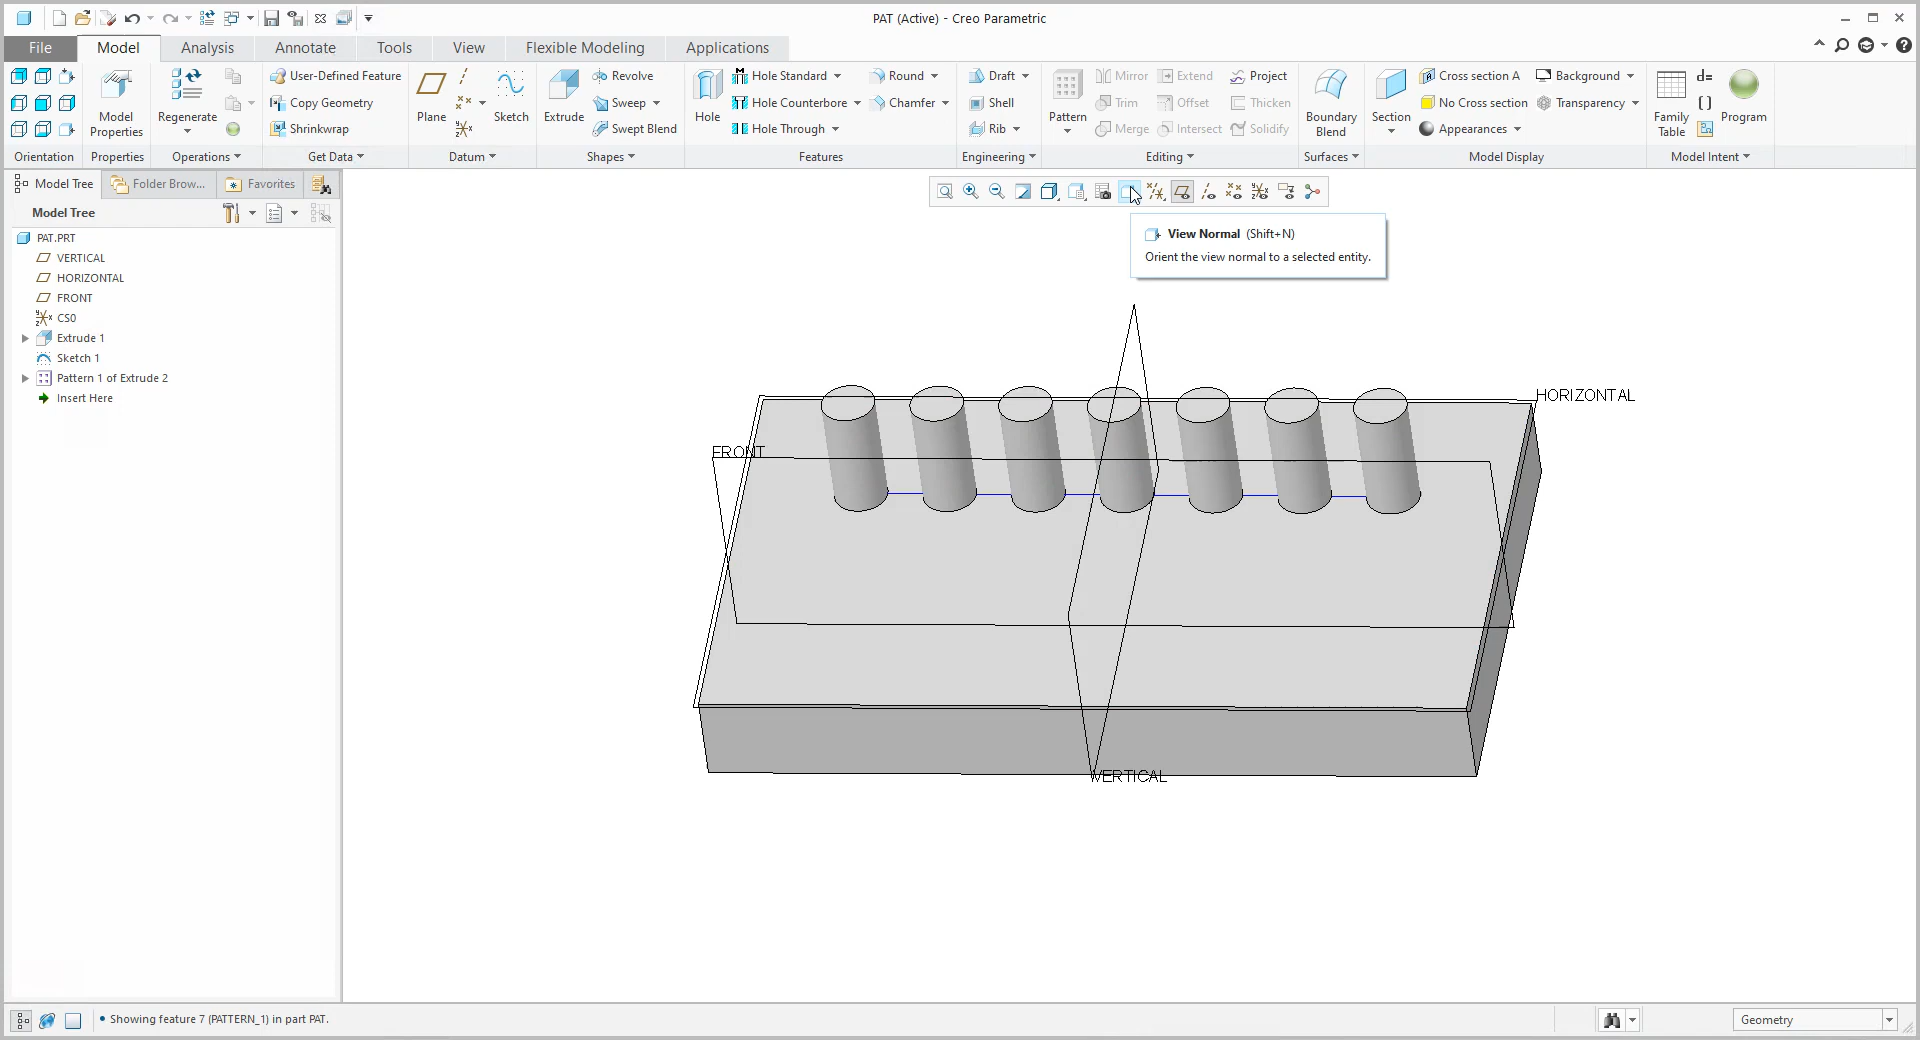 PAT (Active) - Creo Parametric
File Model Analysis Annotate Tools View Flexible Modeling Applications
Model Properties
Regenerate
User-Defined Feature
Copy Geometry
Shrinkwrap
Plane
Sketch
Extrude
Revolve
Sweep
Swept Blend
Hole
Hole Standard
Hole Counterbore
Hole Through
Round
Chamfer
Draft
Shell
Rib
Pattern
Mirror Extend Project
Trim Offset Thicken
Merge Intersect Solidify
Boundary Blend
Section
Cross section A
No Cross section
Appearances
Background
Transparency
Family Table
d=
Program
Orientation Properties Operations Get Data Datum Shapes Features Engineering Editing Surfaces Model Display Model Intent
Model Tree Folder Brow... Favorites
Model Tree
PAT.PRT
VERTICAL
HORIZONTAL
FRONT
CS0
Extrude 1
Sketch 1
Pattern 1 of Extrude 2
Insert Here
View Normal (Shift+N)
Orient the view normal to a selected entity.
HORIZONTAL
FRONT
VERTICAL
Showing feature 7 (PATTERN_1) in part PAT.
Geometry